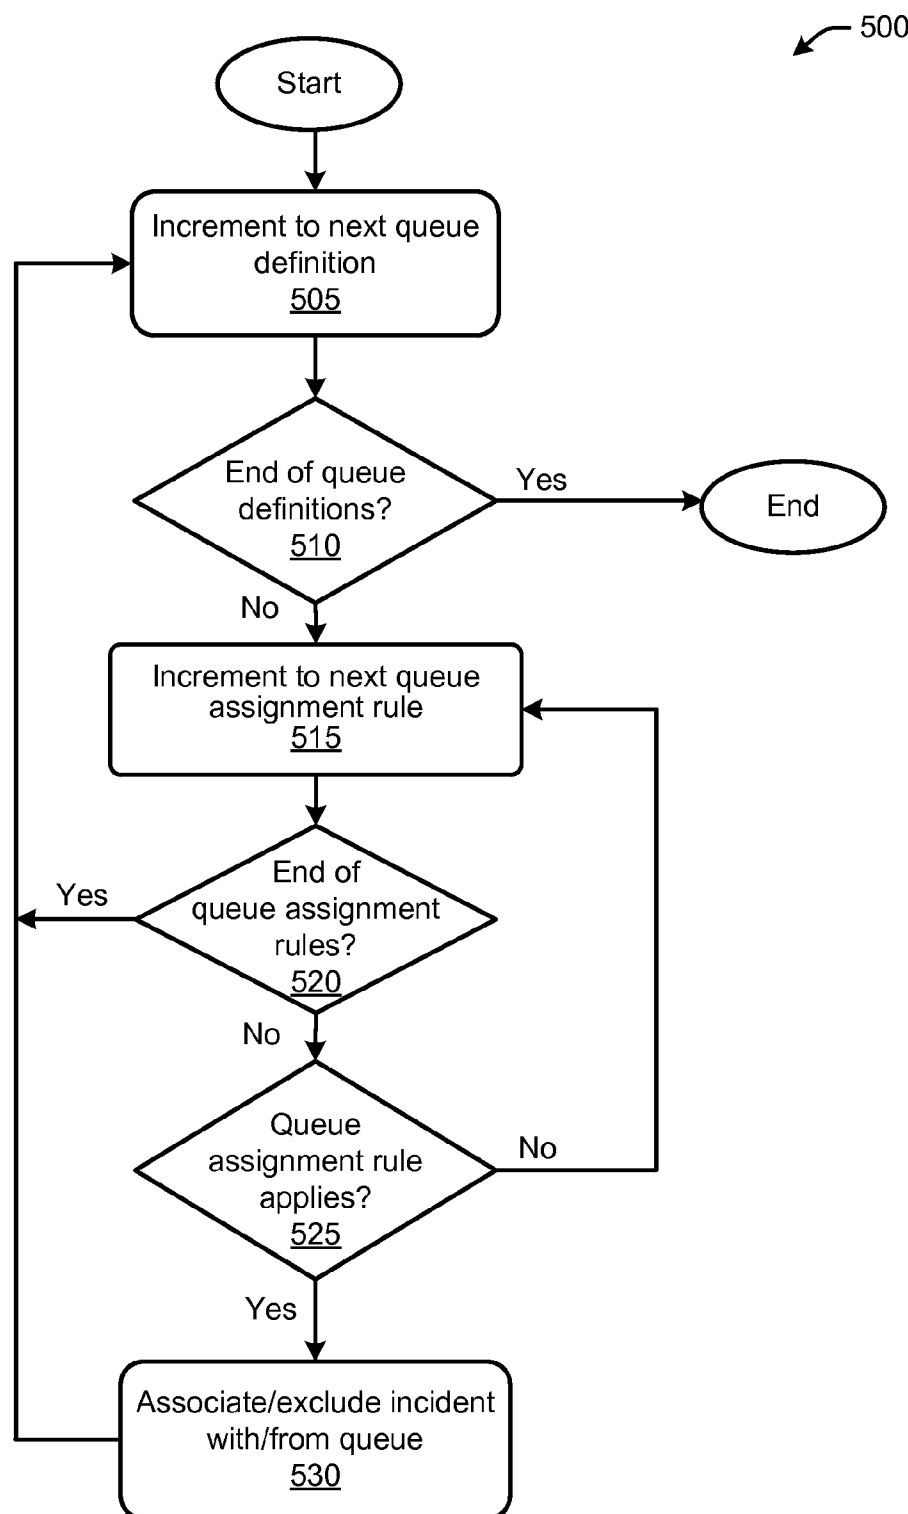 500
Start
Increment to next queue
definition
505
End of queue
definitions?
510
Yes
End
No
Increment to next queue
assignment rule
515
End of
queue assignment
rules?
520
Yes
No
Queue
assignment rule
applies?
525
No
Yes
Associate/exclude incident
with/from queue
530